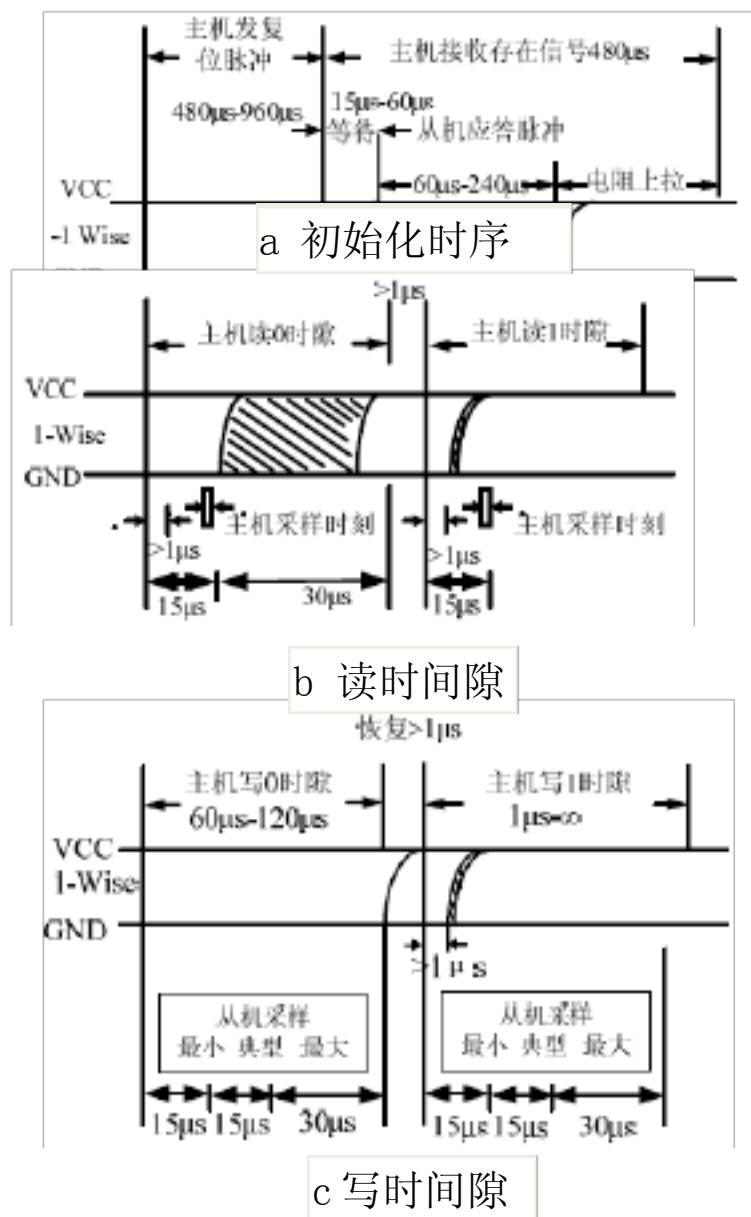 主机发复
位脉冲
主机接收存在信号480μs
480μs-960μs
15μs-60μs
等待
从机应答脉冲
VCC
60μs-240μs
电阻上拉
-1 Wise
a 初始化时序
>1μs
主机读0时隙
主机读1时隙
VCC
1-Wise
GND
主机采样时刻
主机采样时刻
>1μs
>1μs
15μs
30μs
15μs
b 读时间隙
恢复>1μs
主机写0时隙
60μs-120μs
主机写1时隙
1μs-∞
VCC
1-Wise
GND
>1μs
从机采样
最小 典型 最大
从机采样
最小 典型 最大
15μs 15μs 30μs
15μs 15μs 30μs
c 写时间隙